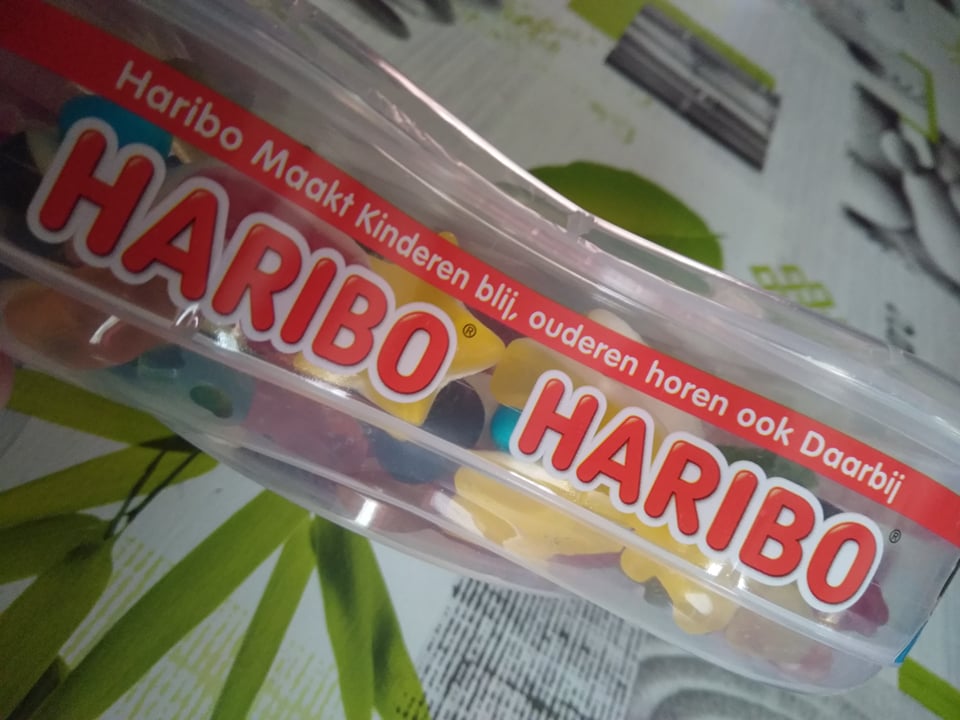 Haribo Maakt Kinderen blij, ouderen horen ook Daarbij
HARIBO®
HARIBO®